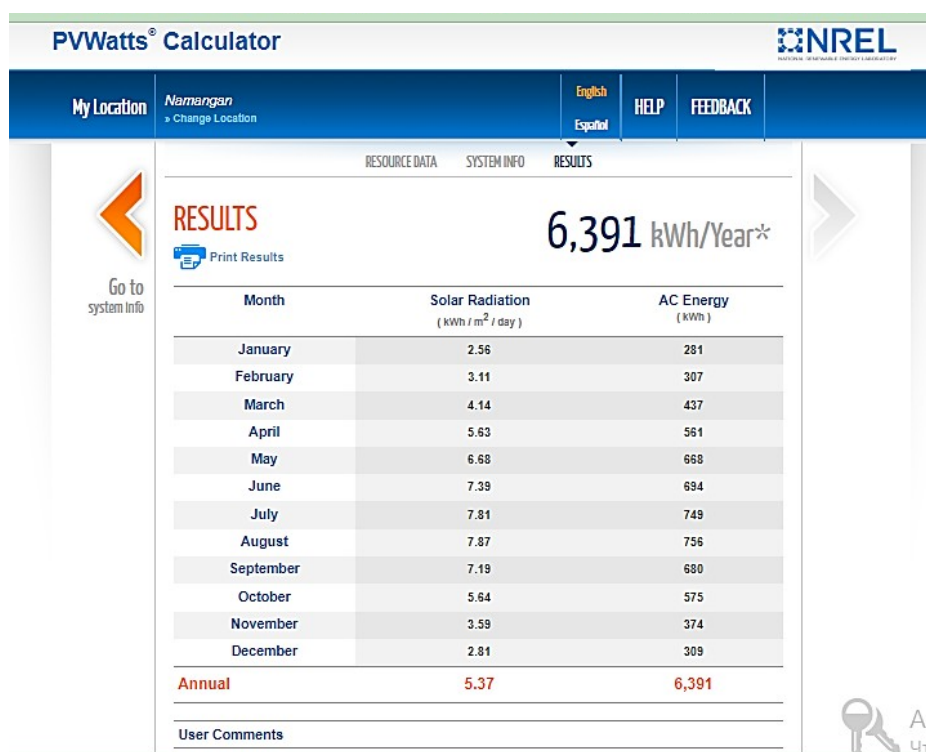 PVWatts® Calculator
NREL
NATIONAL RENEWABLE ENERGY LABORATORY
My Location
Namangan
» Change Location
English
Español
HELP
FEEDBACK
RESOURCE DATA SYSTEM INFO RESULTS
RESULTS
Print Results
6,391 kWh/Year*
Go to
system info
Month Solar Radiation AC Energy
( kWh / m² / day ) ( kWh )
January 2.56 281
February 3.11 307
March 4.14 437
April 5.63 561
May 6.68 668
June 7.39 694
July 7.81 749
August 7.87 756
September 7.19 680
October 5.64 575
November 3.59 374
December 2.81 309
Annual 5.37 6,391
User Comments